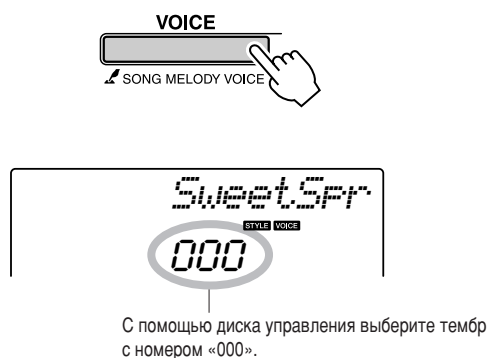 VOICE
SONG MELODY VOICE
SweetSpr
STYLE VOICE
000
С помощью диска управления выберите тембр
с номером «000».